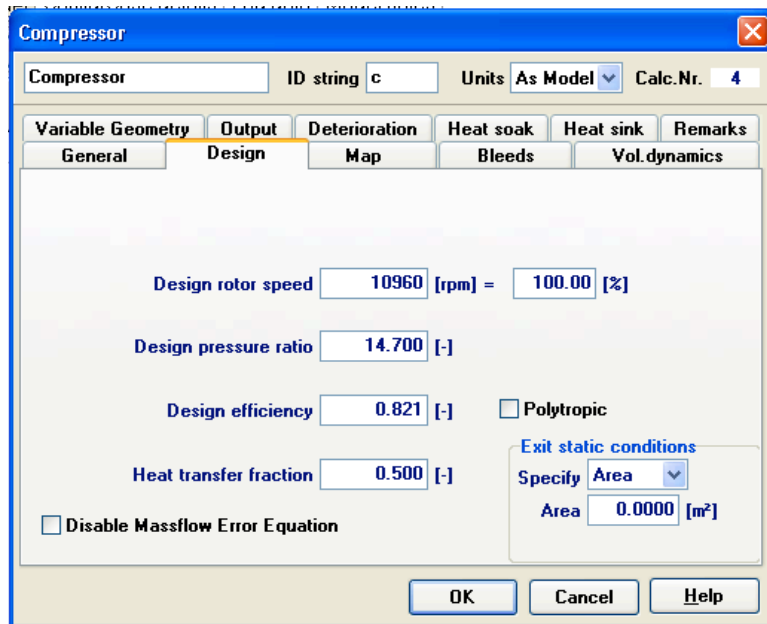 Compressor
Compressor ID string c Units As Model Calc.Nr. 4
Variable Geometry Output Deterioration Heat soak Heat sink Remarks
General Design Map Bleeds Vol.dynamics
Design rotor speed 10960 [rpm] = 100.00 [%]
Design pressure ratio 14.700 [-]
Design efficiency 0.821 [-] Polytropic
Exit static conditions
Heat transfer fraction 0.500 [-] Specify Area
Area 0.0000 [m²]
Disable Massflow Error Equation
OK Cancel Help